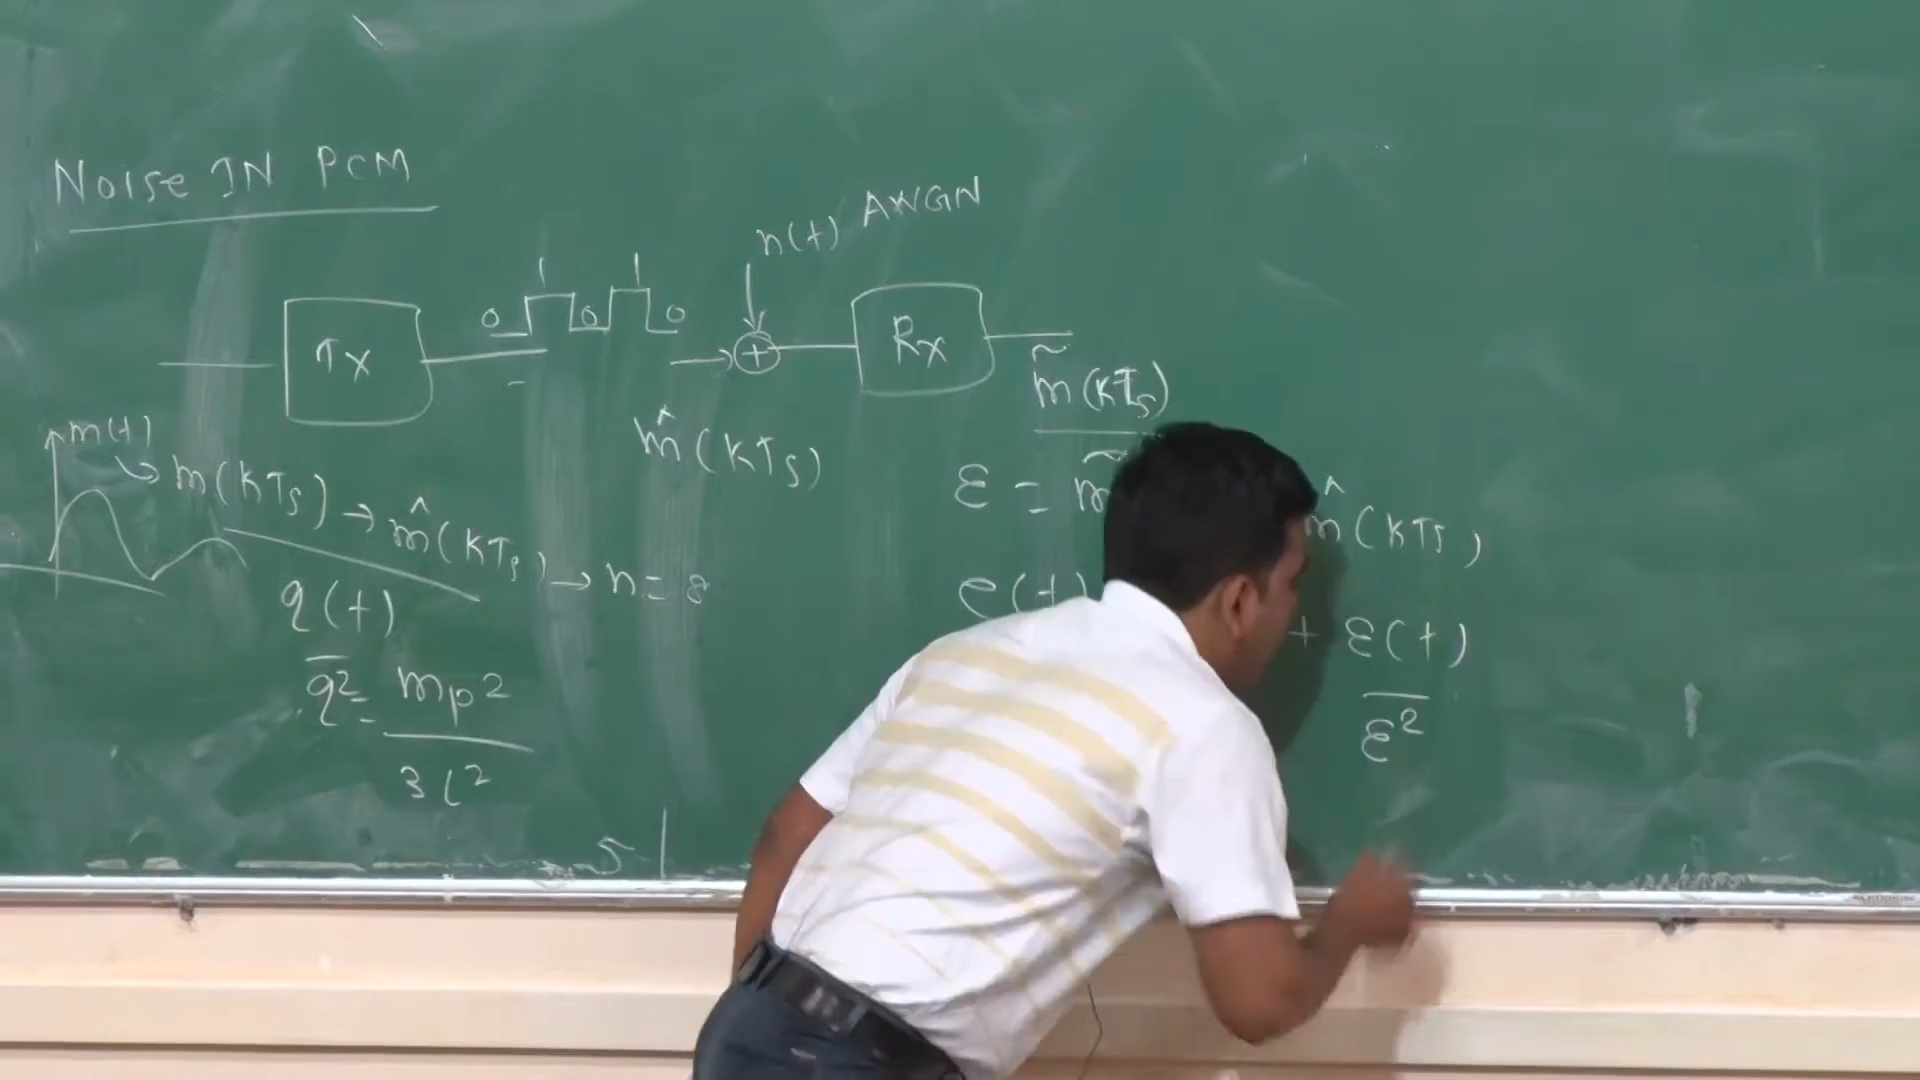 NOISE IN PCM
n(t) AWGN
0 1 0 1 0
Tx
Rx
m̃(KTs)
m(t)
m(KTs) → m̂(KTs) → n = 8
m̂(KTs)
ε = m̃ m̂(KTs)
q(t)
e(t) + ε(t)
q̅²̅ = mp²
3L²
ε̅²̅